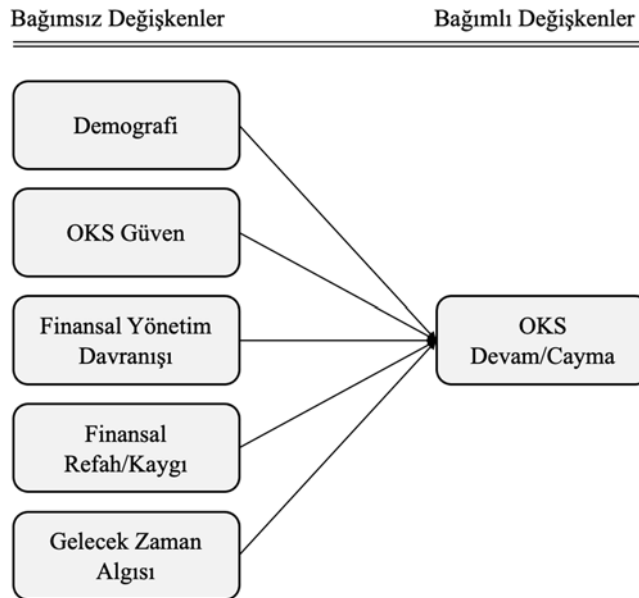 Bağımsız Değişkenler
Bağımlı Değişkenler
Demografi
OKS Güven
Finansal Yönetim
Davranışı
Finansal
Refah/Kaygı
Gelecek Zaman
Algısı
OKS
Devam/Cayma